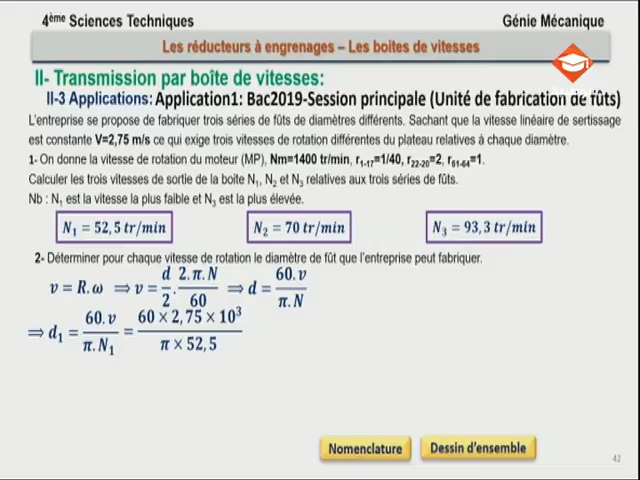 4ème Sciences Techniques
Génie Mécanique
Les réducteurs à engrenages – Les boites de vitesses
II- Transmission par boîte de vitesses:
II-3 Applications: Application1: Bac2019-Session principale (Unité de fabrication de fûts)
L'entreprise se propose de fabriquer trois séries de fûts de diamètres différents. Sachant que la vitesse linéaire de sertissage
est constante V=2,75 m/s ce qui exige trois vitesses de rotation différentes du plateau relatives à chaque diamètre.
1- On donne la vitesse de rotation du moteur (MP), Nm=1400 tr/min, r₁₋₁₇=1/40, r₂₂₋₂₀=2, r₆₁₋₆₄=1.
Calculer les trois vitesses de sortie de la boite N₁, N₂ et N₃ relatives aux trois séries de fûts.
Nb : N₁ est la vitesse la plus faible et N₃ est la plus élevée.
N₁ = 52,5 tr/min N₂ = 70 tr/min N₃ = 93,3 tr/min
2- Déterminer pour chaque vitesse de rotation le diamètre de fût que l'entreprise peut fabriquer.
v = R.ω ⟹ v = d/2 . 2.π.N/60 ⟹ d = 60.v/π.N
⟹ d₁ = 60.v/π.N₁ = 60 × 2,75 × 10³/π × 52,5
Nomenclature
Dessin d'ensemble
42